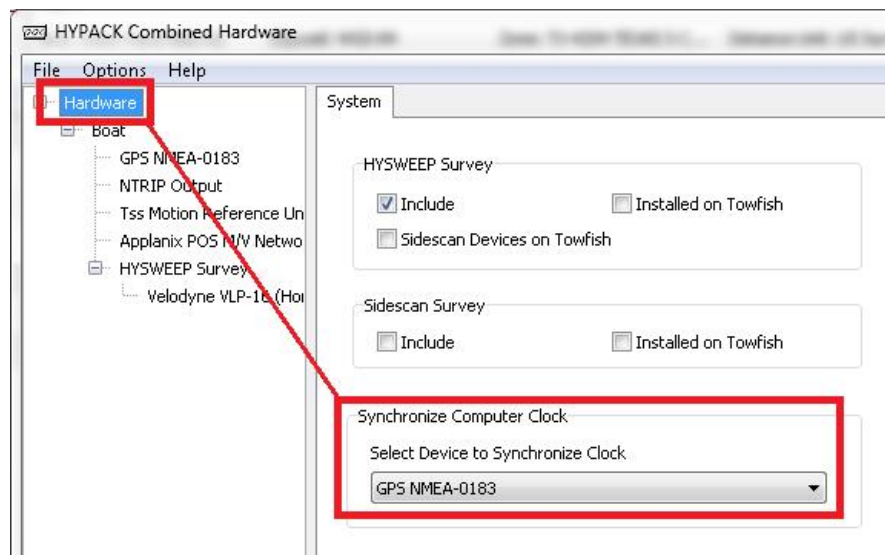 HYPACK Combined Hardware
File Options Help
Hardware
Boat
GPS NMEA-0183
NTRIP Output
Tss Motion Reference Un
Applanix POS M/V Netwo
HYSWEEP Survey
Velodyne VLP-16 (Hor
System
HYSWEEP Survey
Include Installed on Towfish
Sidescan Devices on Towfish
Sidescan Survey
Include Installed on Towfish
Synchronize Computer Clock
Select Device to Synchronize Clock
GPS NMEA-0183